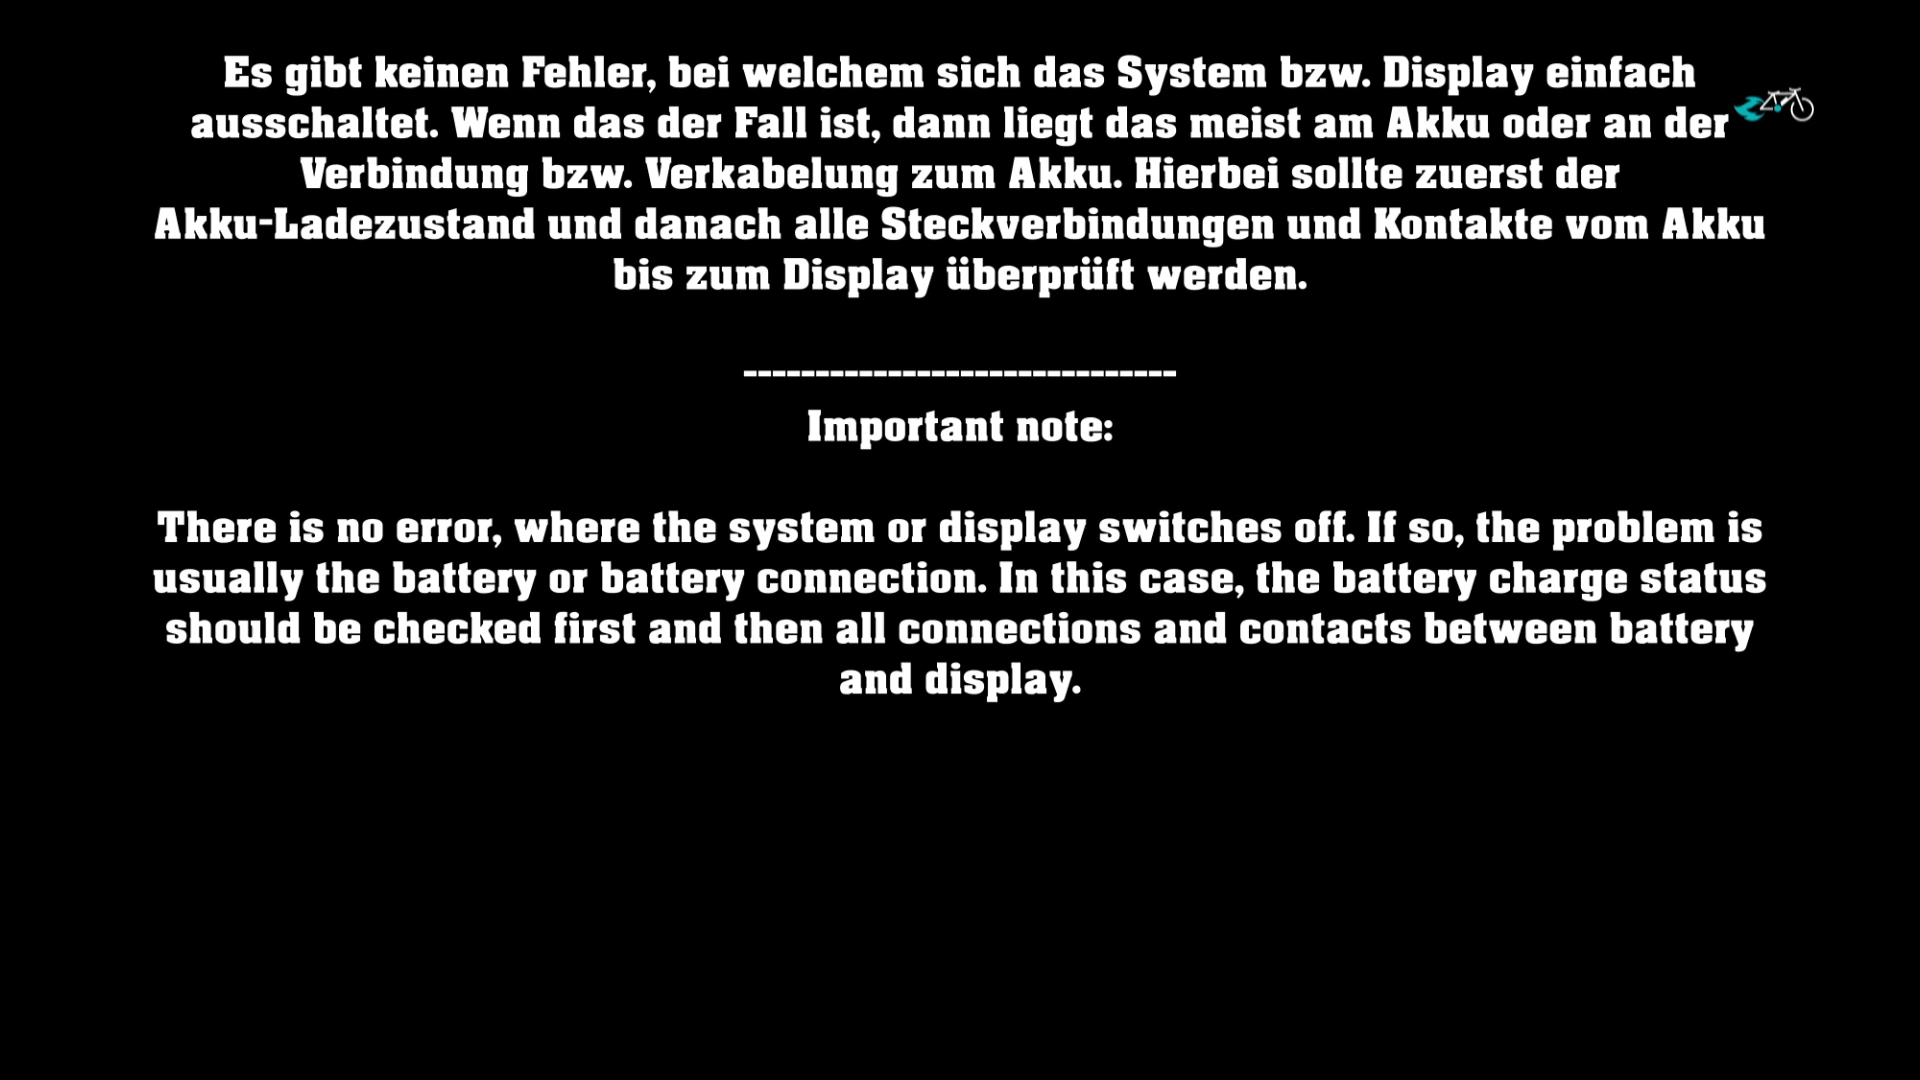 Es gibt keinen Fehler, bei welchem sich das System bzw. Display einfach
ausschaltet. Wenn das der Fall ist, dann liegt das meist am Akku oder an der
Verbindung bzw. Verkabelung zum Akku. Hierbei sollte zuerst der
Akku-Ladezustand und danach alle Steckverbindungen und Kontakte vom Akku
bis zum Display überprüft werden.
------------------------------
Important note:
There is no error, where the system or display switches off. If so, the problem is
usually the battery or battery connection. In this case, the battery charge status
should be checked first and then all connections and contacts between battery
and display.